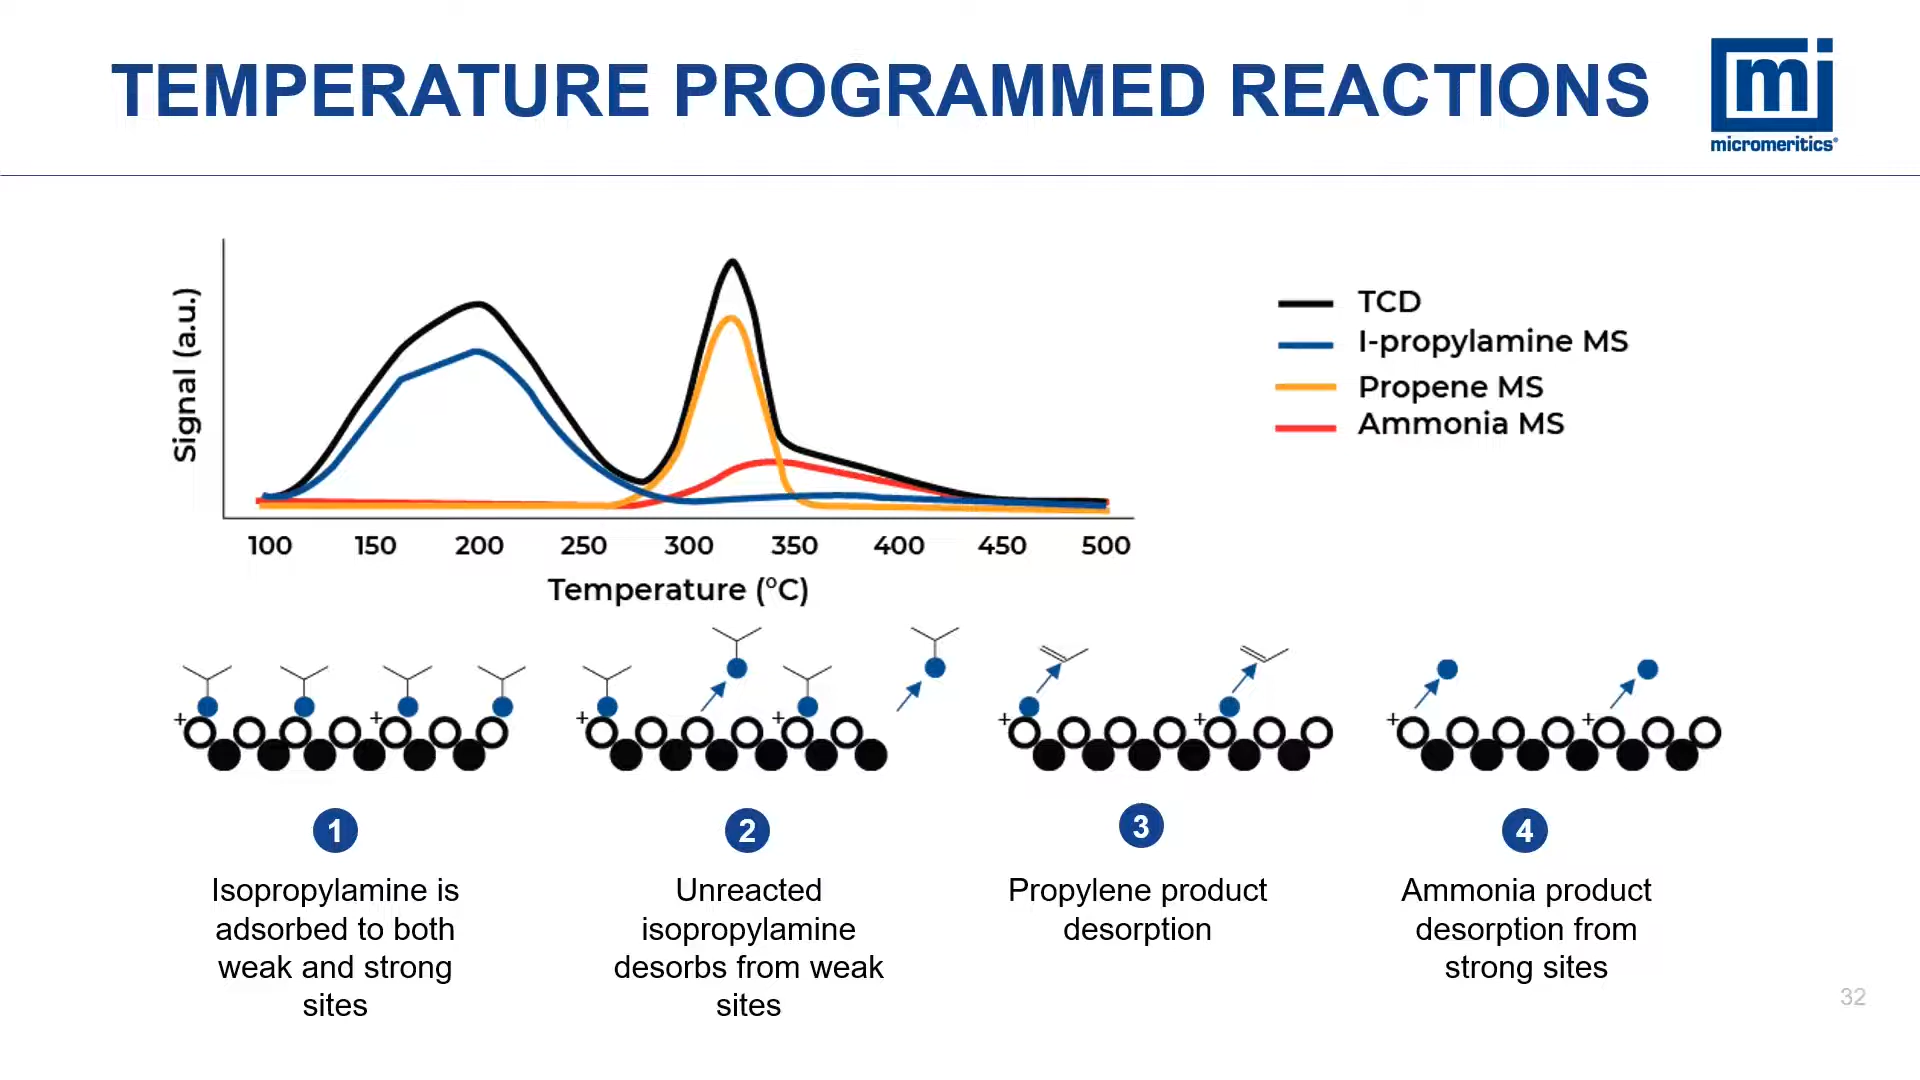 TEMPERATURE PROGRAMMED REACTIONS
mi
micromeritics®
Signal (a.u.)
TCD
I-propylamine MS
Propene MS
Ammonia MS
100 150 200 250 300 350 400 450 500
Temperature (°C)
+ + + + + + + +
1
Isopropylamine is
adsorbed to both
weak and strong
sites
2
Unreacted
isopropylamine
desorbs from weak
sites
3
Propylene product
desorption
4
Ammonia product
desorption from
strong sites
32